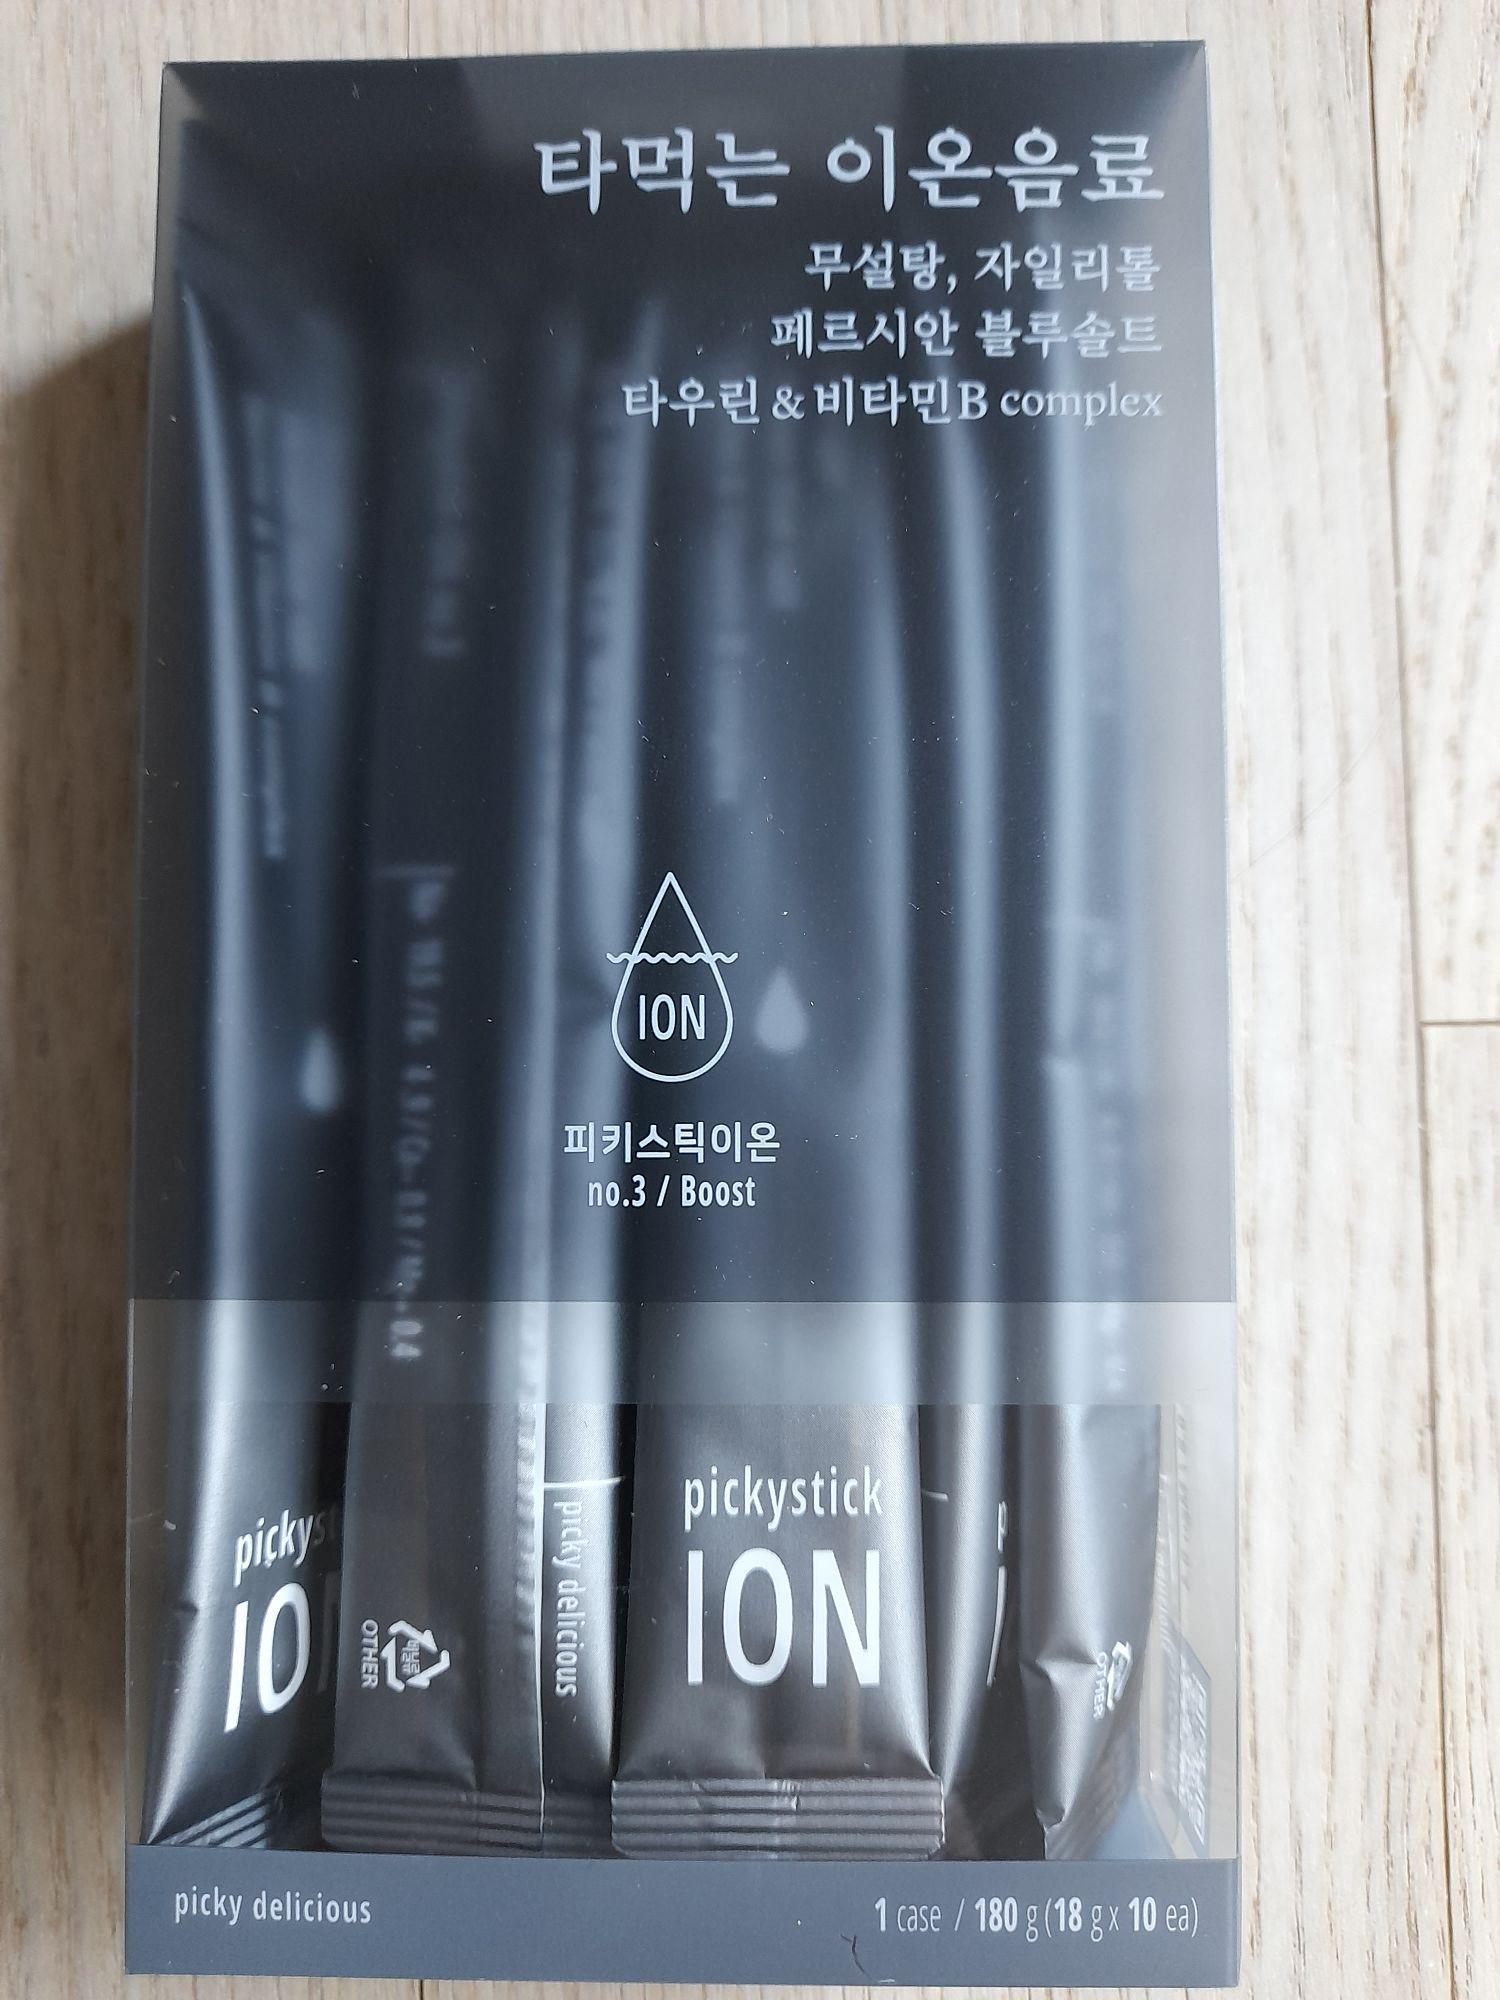 타먹는 이온음료
무설탕, 자일리톨
페르시안 블루솔트
타우린 & 비타민B complex
ION
피키스틱이온
no.3 / Boost
pickystick
ION
picky delicious
OTHER
OTHER
picky delicious
1 case / 180 g (18 g x 10 ea)